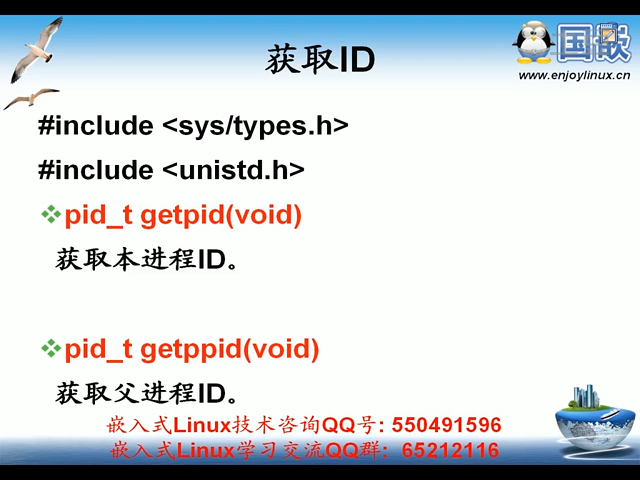 获取ID
国嵌
www.enjoylinux.cn
#include <sys/types.h>
#include <unistd.h>
pid_t getpid(void)
获取本进程ID。
pid_t getppid(void)
获取父进程ID。
嵌入式Linux技术咨询QQ号: 550491596
嵌入式Linux学习交流QQ群: 65212116